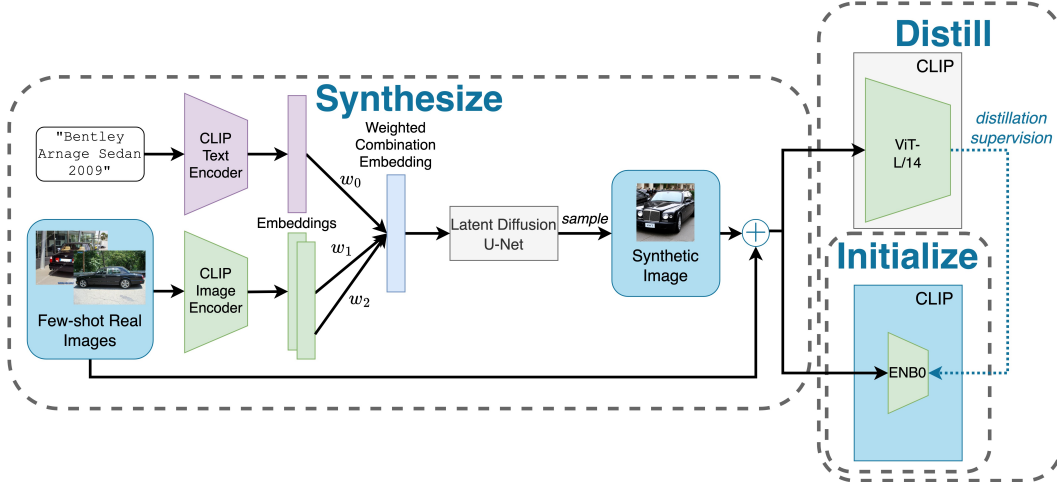 Synthesize
"Bentley
Arnage Sedan
2009"
CLIP
Text
Encoder
Weighted
Combination
Embedding
w₀
Embeddings
w₁
w₂
Few-shot Real
Images
CLIP
Image
Encoder
Latent Diffusion
U-Net
sample
Synthetic
Image
Distill
CLIP
ViT-
L/14
distillation
supervision
Initialize
CLIP
ENB0